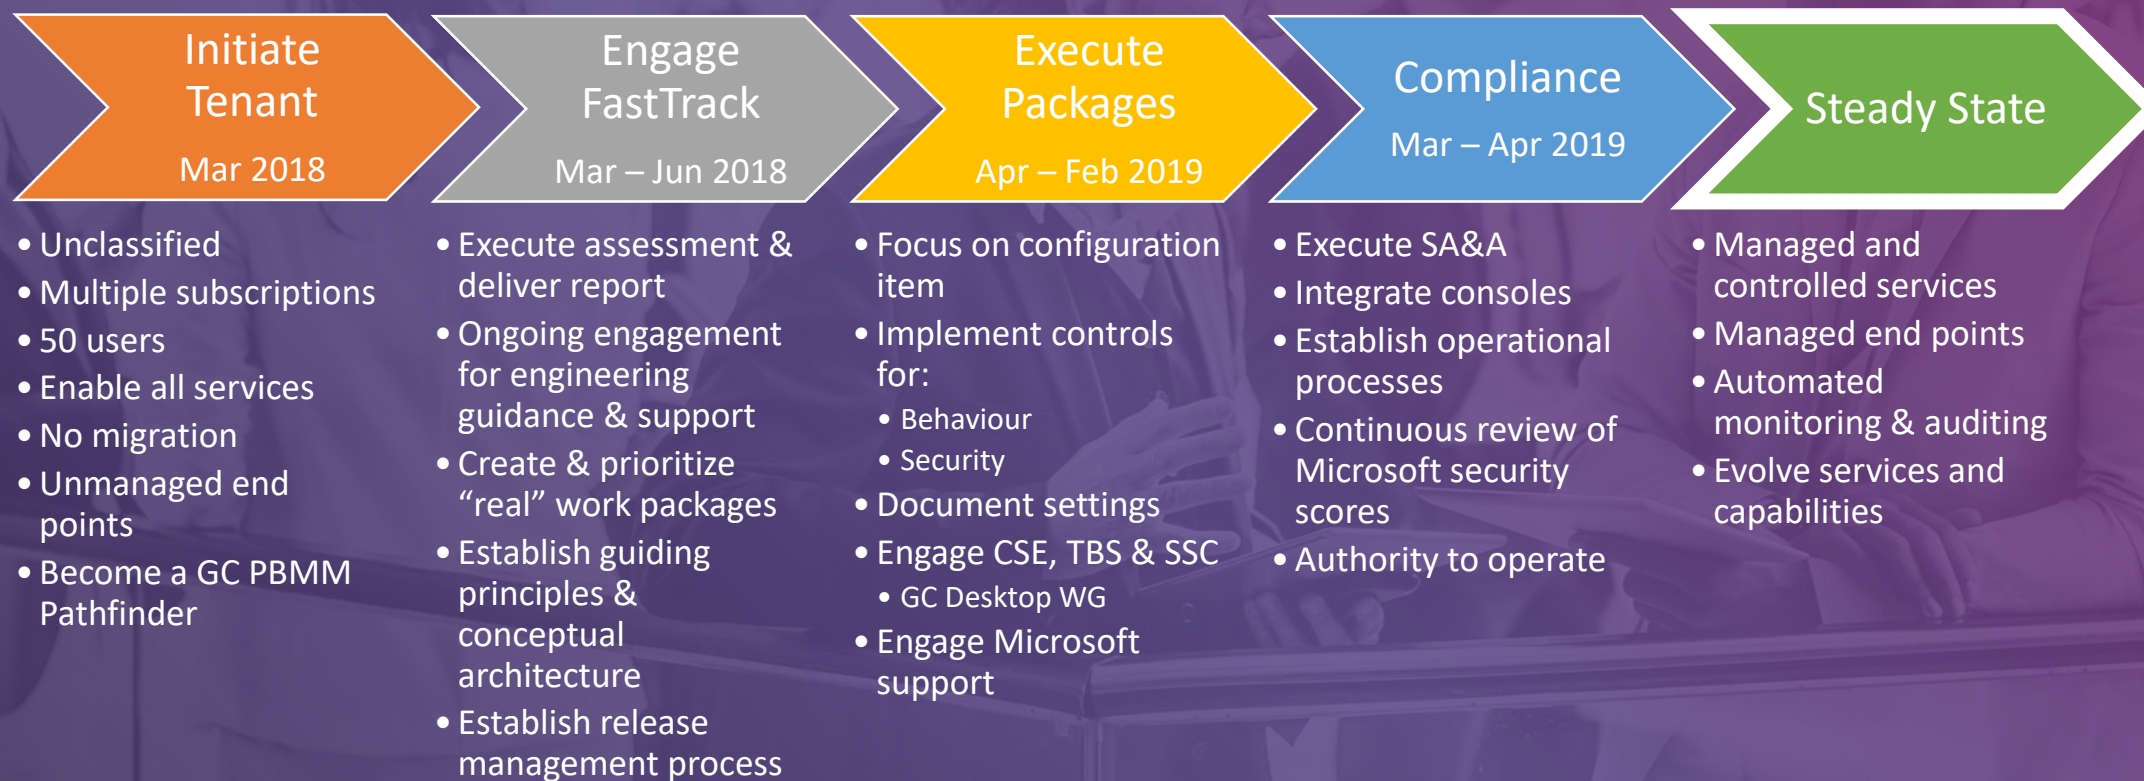 Initiate
Tenant
Mar 2018
• Unclassified
• Multiple subscriptions
• 50 users
• Enable all services
• No migration
• Unmanaged end
points
• Become a GC PBMM
Pathfinder
Engage
FastTrack
Mar – Jun 2018
• Execute assessment &
deliver report
• Ongoing engagement
for engineering
guidance & support
• Create & prioritize
“real” work packages
• Establish guiding
principles &
conceptual
architecture
• Establish release
management process
Execute
Packages
Apr – Feb 2019
• Focus on configuration
item
• Implement controls
for:
• Behaviour
• Security
• Document settings
• Engage CSE, TBS & SSC
• GC Desktop WG
• Engage Microsoft
support
Compliance
Mar – Apr 2019
• Execute SA&A
• Integrate consoles
• Establish operational
processes
• Continuous review of
Microsoft security
scores
• Authority to operate
Steady State
• Managed and
controlled services
• Managed end points
• Automated
monitoring & auditing
• Evolve services and
capabilities